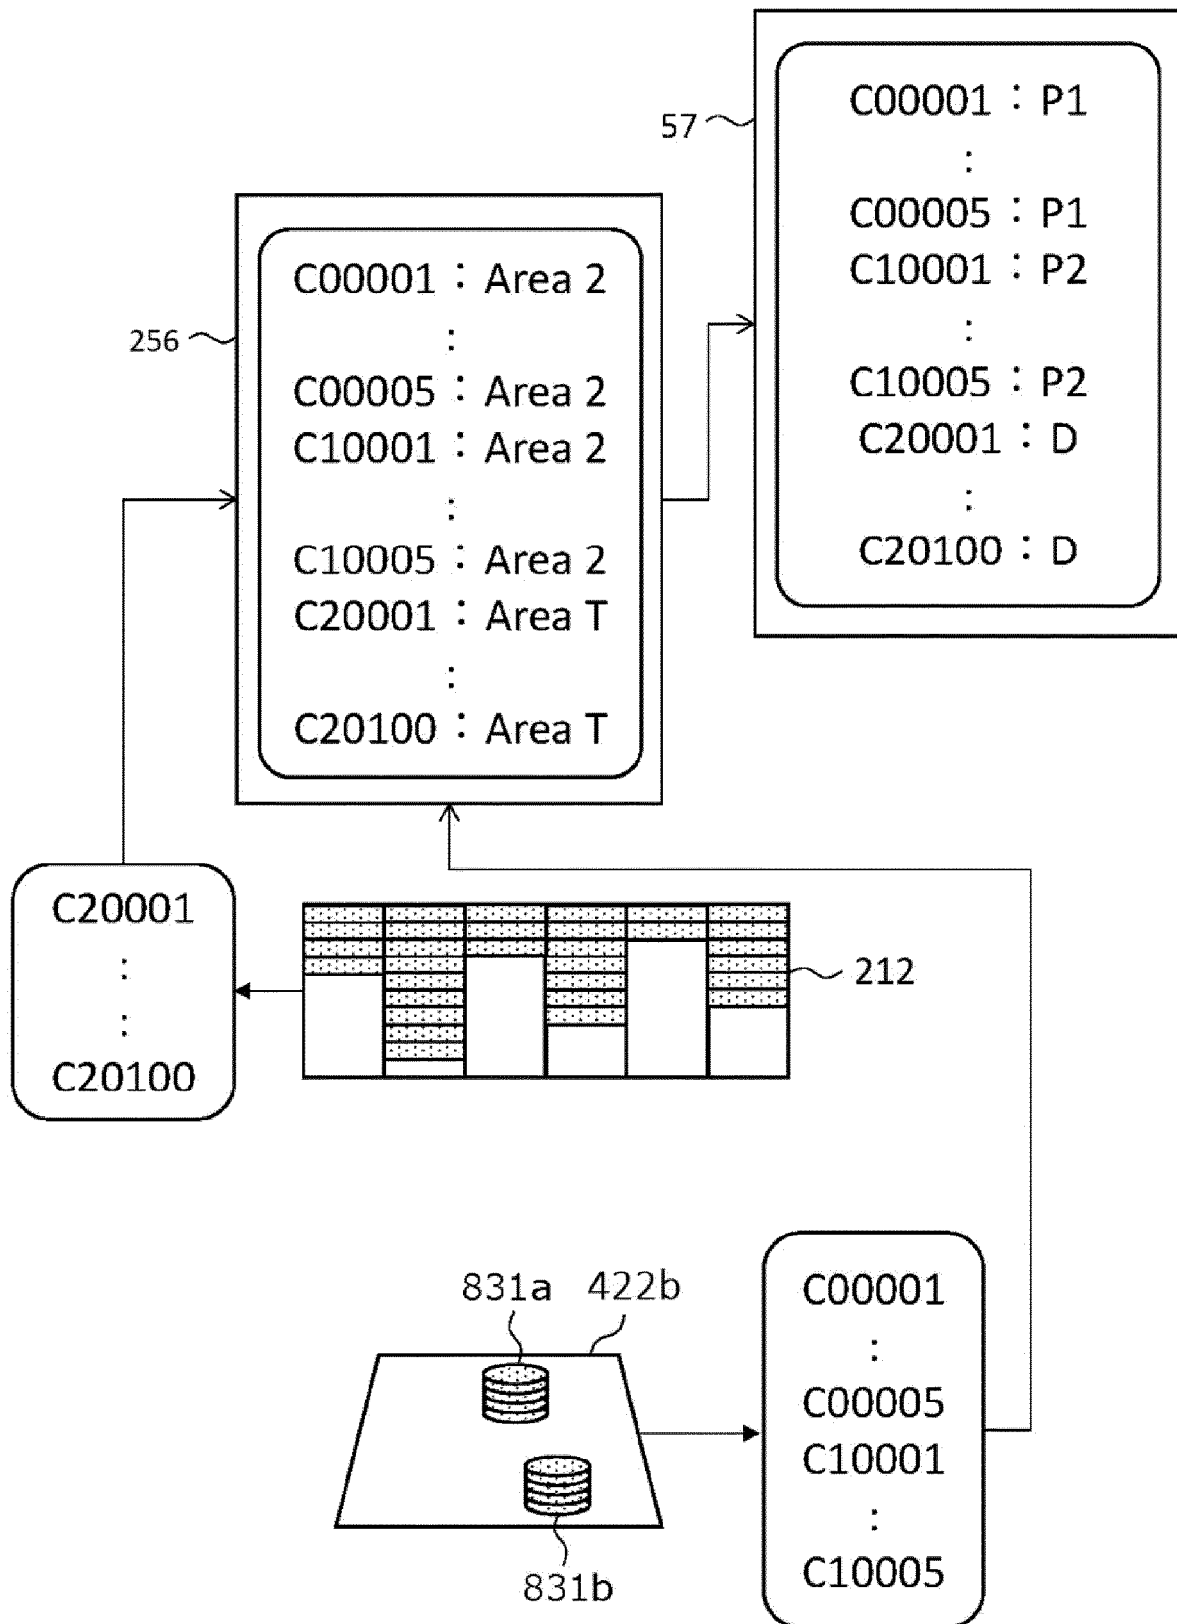 C00001 : P1
:
C00005 : P1
C10001 : P2
:
C10005 : P2
C20001 : D
:
C20100 : D
57
256
C00001 : Area 2
:
C00005 : Area 2
C10001 : Area 2
:
C10005 : Area 2
C20001 : Area T
:
C20100 : Area T
C20001
:
:
C20100
212
831a
422b
831b
C00001
:
C00005
C10001
:
C10005